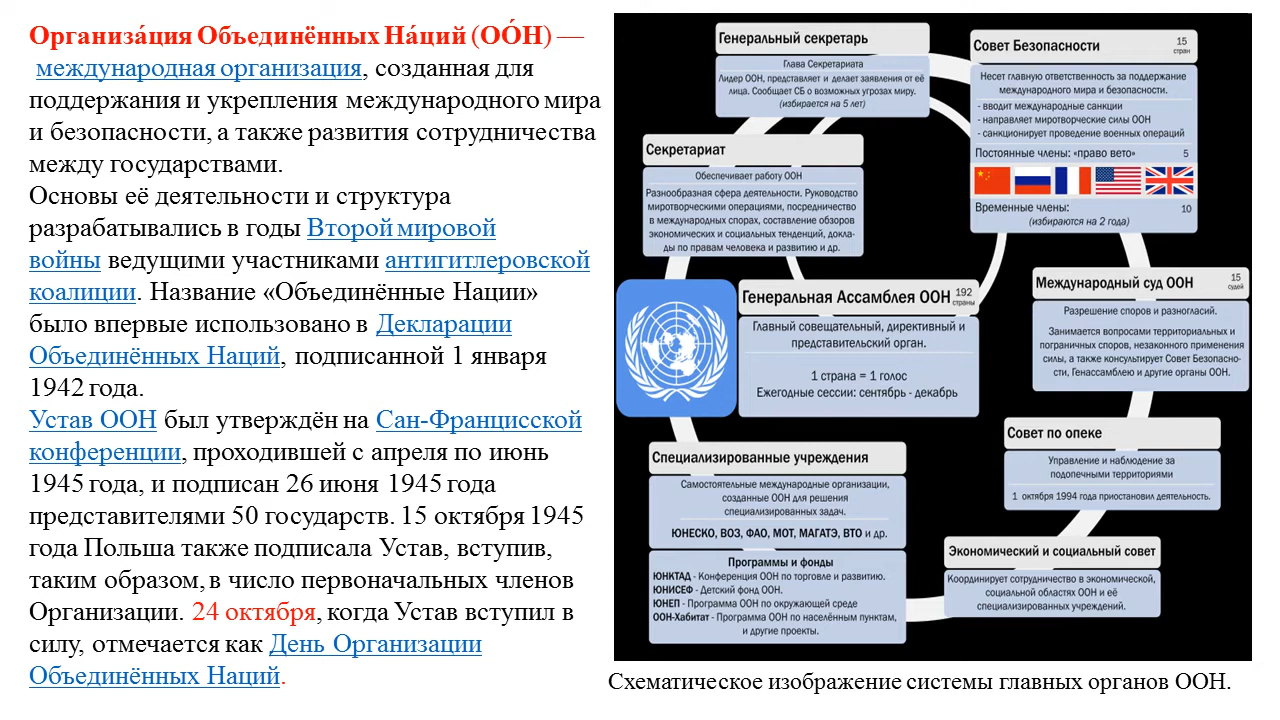 Организа́ция Объединённых На́ций (ОО́Н) —
международная организация, созданная для
поддержания и укрепления международного мира
и безопасности, а также развития сотрудничества
между государствами.
Основы её деятельности и структура
разрабатывались в годы Второй мировой
войны ведущими участниками антигитлеровской
коалиции. Название «Объединённые Нации»
было впервые использовано в Декларации
Объединённых Наций, подписанной 1 января
1942 года.
Устав ООН был утверждён на Сан-Францисской
конференции, проходившей с апреля по июнь
1945 года, и подписан 26 июня 1945 года
представителями 50 государств. 15 октября 1945
года Польша также подписала Устав, вступив,
таким образом, в число первоначальных членов
Организации. 24 октября, когда Устав вступил в
силу, отмечается как День Организации
Объединённых Наций.
Генеральный секретарь
Глава Секретариата
Лидер ООН, представляет и делает заявления от её
лица. Сообщает СБ о возможных угрозах миру.
(избирается на 5 лет)
Совет Безопасности
15
стран
Несет главную ответственность за поддержание
международного мира и безопасности.
- вводит международные санкции
- направляет миротворческие силы ООН
- санкционирует проведение военных операций
Постоянные члены: «право вето» 5
Временные члены: 10
(избираются на 2 года)
Секретариат
Обеспечивает работу ООН
Разнообразная сфера деятельности. Руководство
миротворческими операциями, посредничество
в международных спорах, составление обзоров
экономических и социальных тенденций, докла-
ды по правам человека и развитию и др.
Генеральная Ассамблея ООН
192
страны
Главный совещательный, директивный и
представительский орган.
1 страна = 1 голос
Ежегодные сессии: сентябрь - декабрь
Международный суд ООН
15
судей
Разрешение споров и разногласий.
Занимается вопросами территориальных и
пограничных споров, незаконного применения
силы, а также консультирует Совет Безопасно-
сти, Генассамблею и другие органы ООН.
Совет по опеке
Управление и наблюдение за
подопечными территориями
1 октября 1994 года приостановил деятельность.
Специализированные учреждения
Самостоятельные международные организации,
созданные ООН для решения
специализированных задач.
ЮНЕСКО, ВОЗ, ФАО, МОТ, МАГАТЭ, ВТО и др.
Программы и фонды
ЮНКТАД - Конференция ООН по торговле и развитию.
ЮНИСЕФ - Детский фонд ООН.
ЮНЕП - Программа ООН по окружающей среде
ООН-Хабитат - Программа ООН по населённым пунктам,
и другие проекты.
Экономический и социальный совет
Координирует сотрудничество в экономической,
социальной областях ООН и её
специализированных учреждений.
Схематическое изображение системы главных органов ООН.